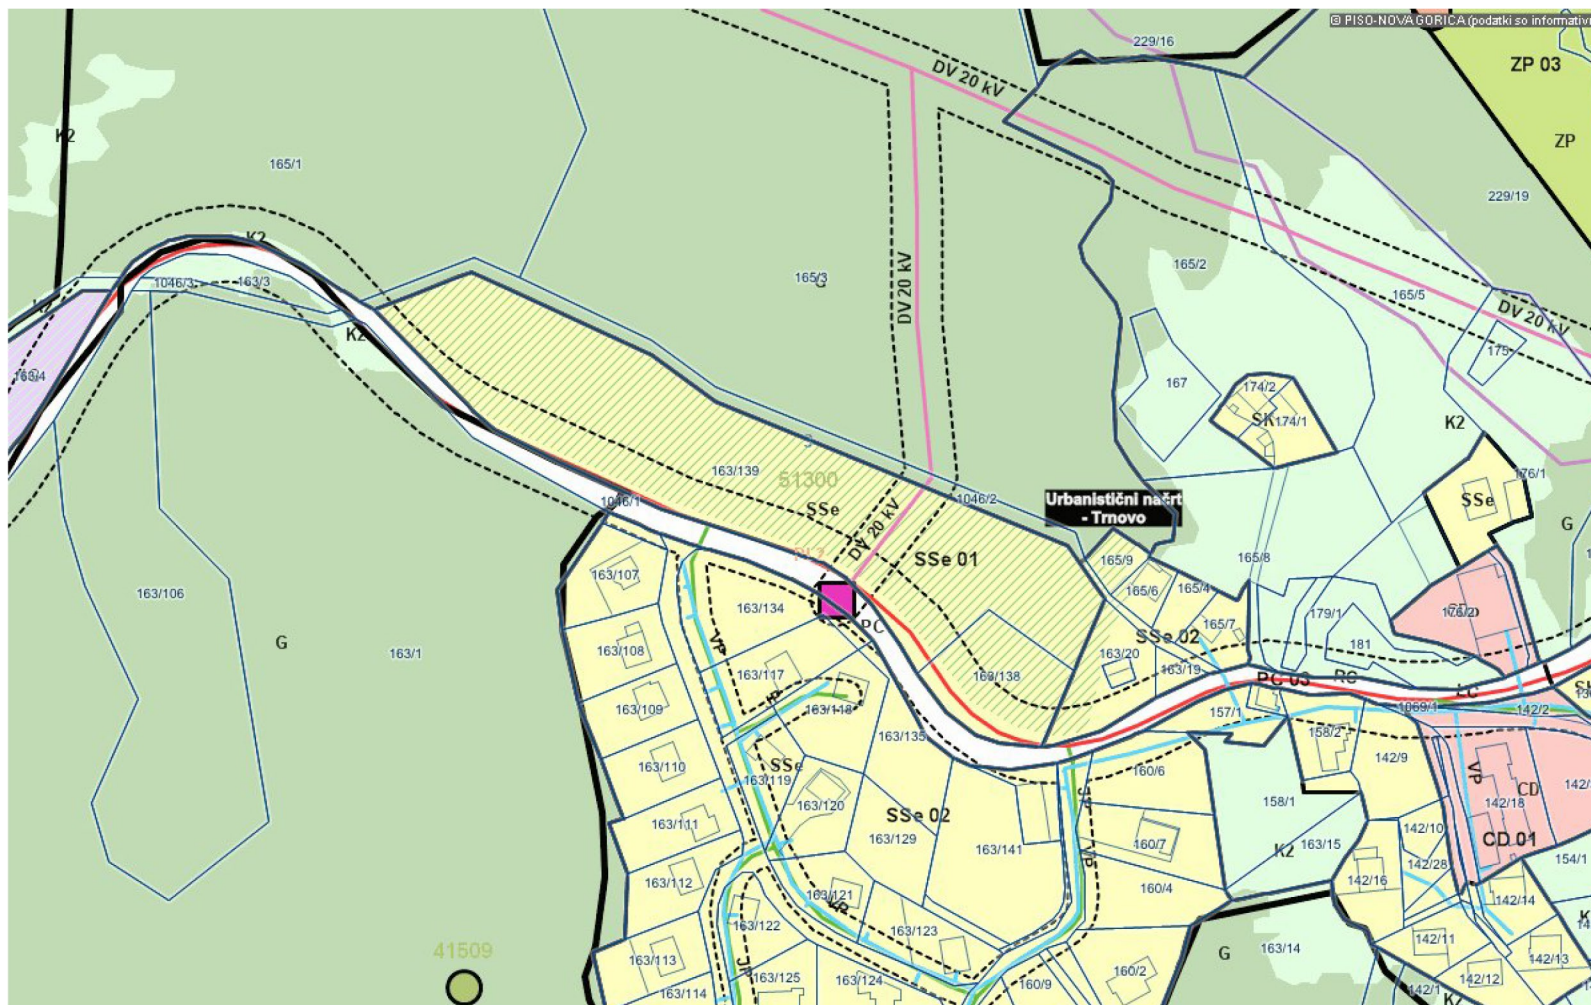 © PISO-NOVA GORICA (podatki so informativn
229/16
ZP 03
DV 20 kV
K2
165/1
ZP
229/19
K2
165/3
G
DV 20 kV
165/2
165/5
DV 20 kV
1046/3
163/3
K2
175
163/4
167
174/2
SK
174/1
K2
163/139
51300
SSe
1046/1
1046/2
Urbanistični načrt
- Trnovo
176/1
SSe
G
DV 20 kV
SSe 01
165/9
165/8
163/106
163/107
163/134
PC
165/6
165/4
165/7
179/1
181
176/2
G
163/1
163/108
VP
163/117
SSe 02
163/20
163/19
163/138
PC 03
LC
163/109
163/118
163/135
157/1
1069/1
142/2
158/2
163/110
SSe
163/119
160/6
142/9
VP
163/120
SSe 02
163/129
JP
158/1
142/18
CD
163/111
163/141
VP
160/7
K2
163/15
142/10
CD 01
142/28
154/1
163/112
163/121
160/4
142/16
142/14
41509
163/122
163/123
163/113
JP
G
163/14
142/11
142/13
163/114
163/125
163/124
160/9
160/2
142/1
142/12